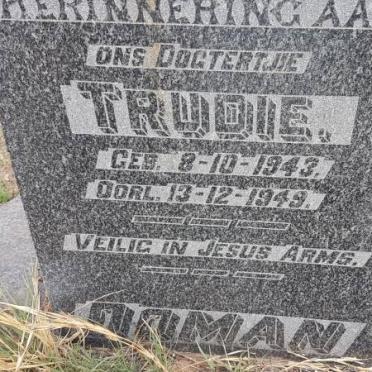 HERINNERING AA
ONS DOGTERTJIE
TRUDIE.
GEB. 8-10-1943.
OORL. 13-12-1949.
VEILIG IN JESUS ARMS.